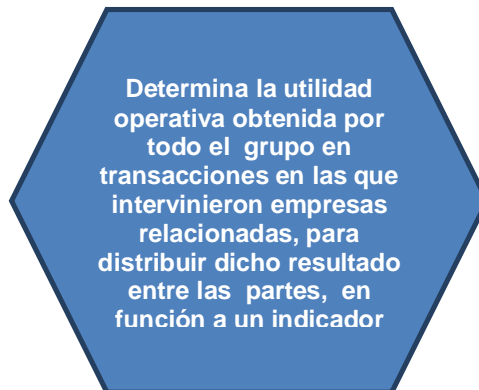 Determina la utilidad
operativa obtenida por
todo el grupo en
transacciones en las que
intervinieron empresas
relacionadas, para
distribuir dicho resultado
entre las partes, en
función a un indicador